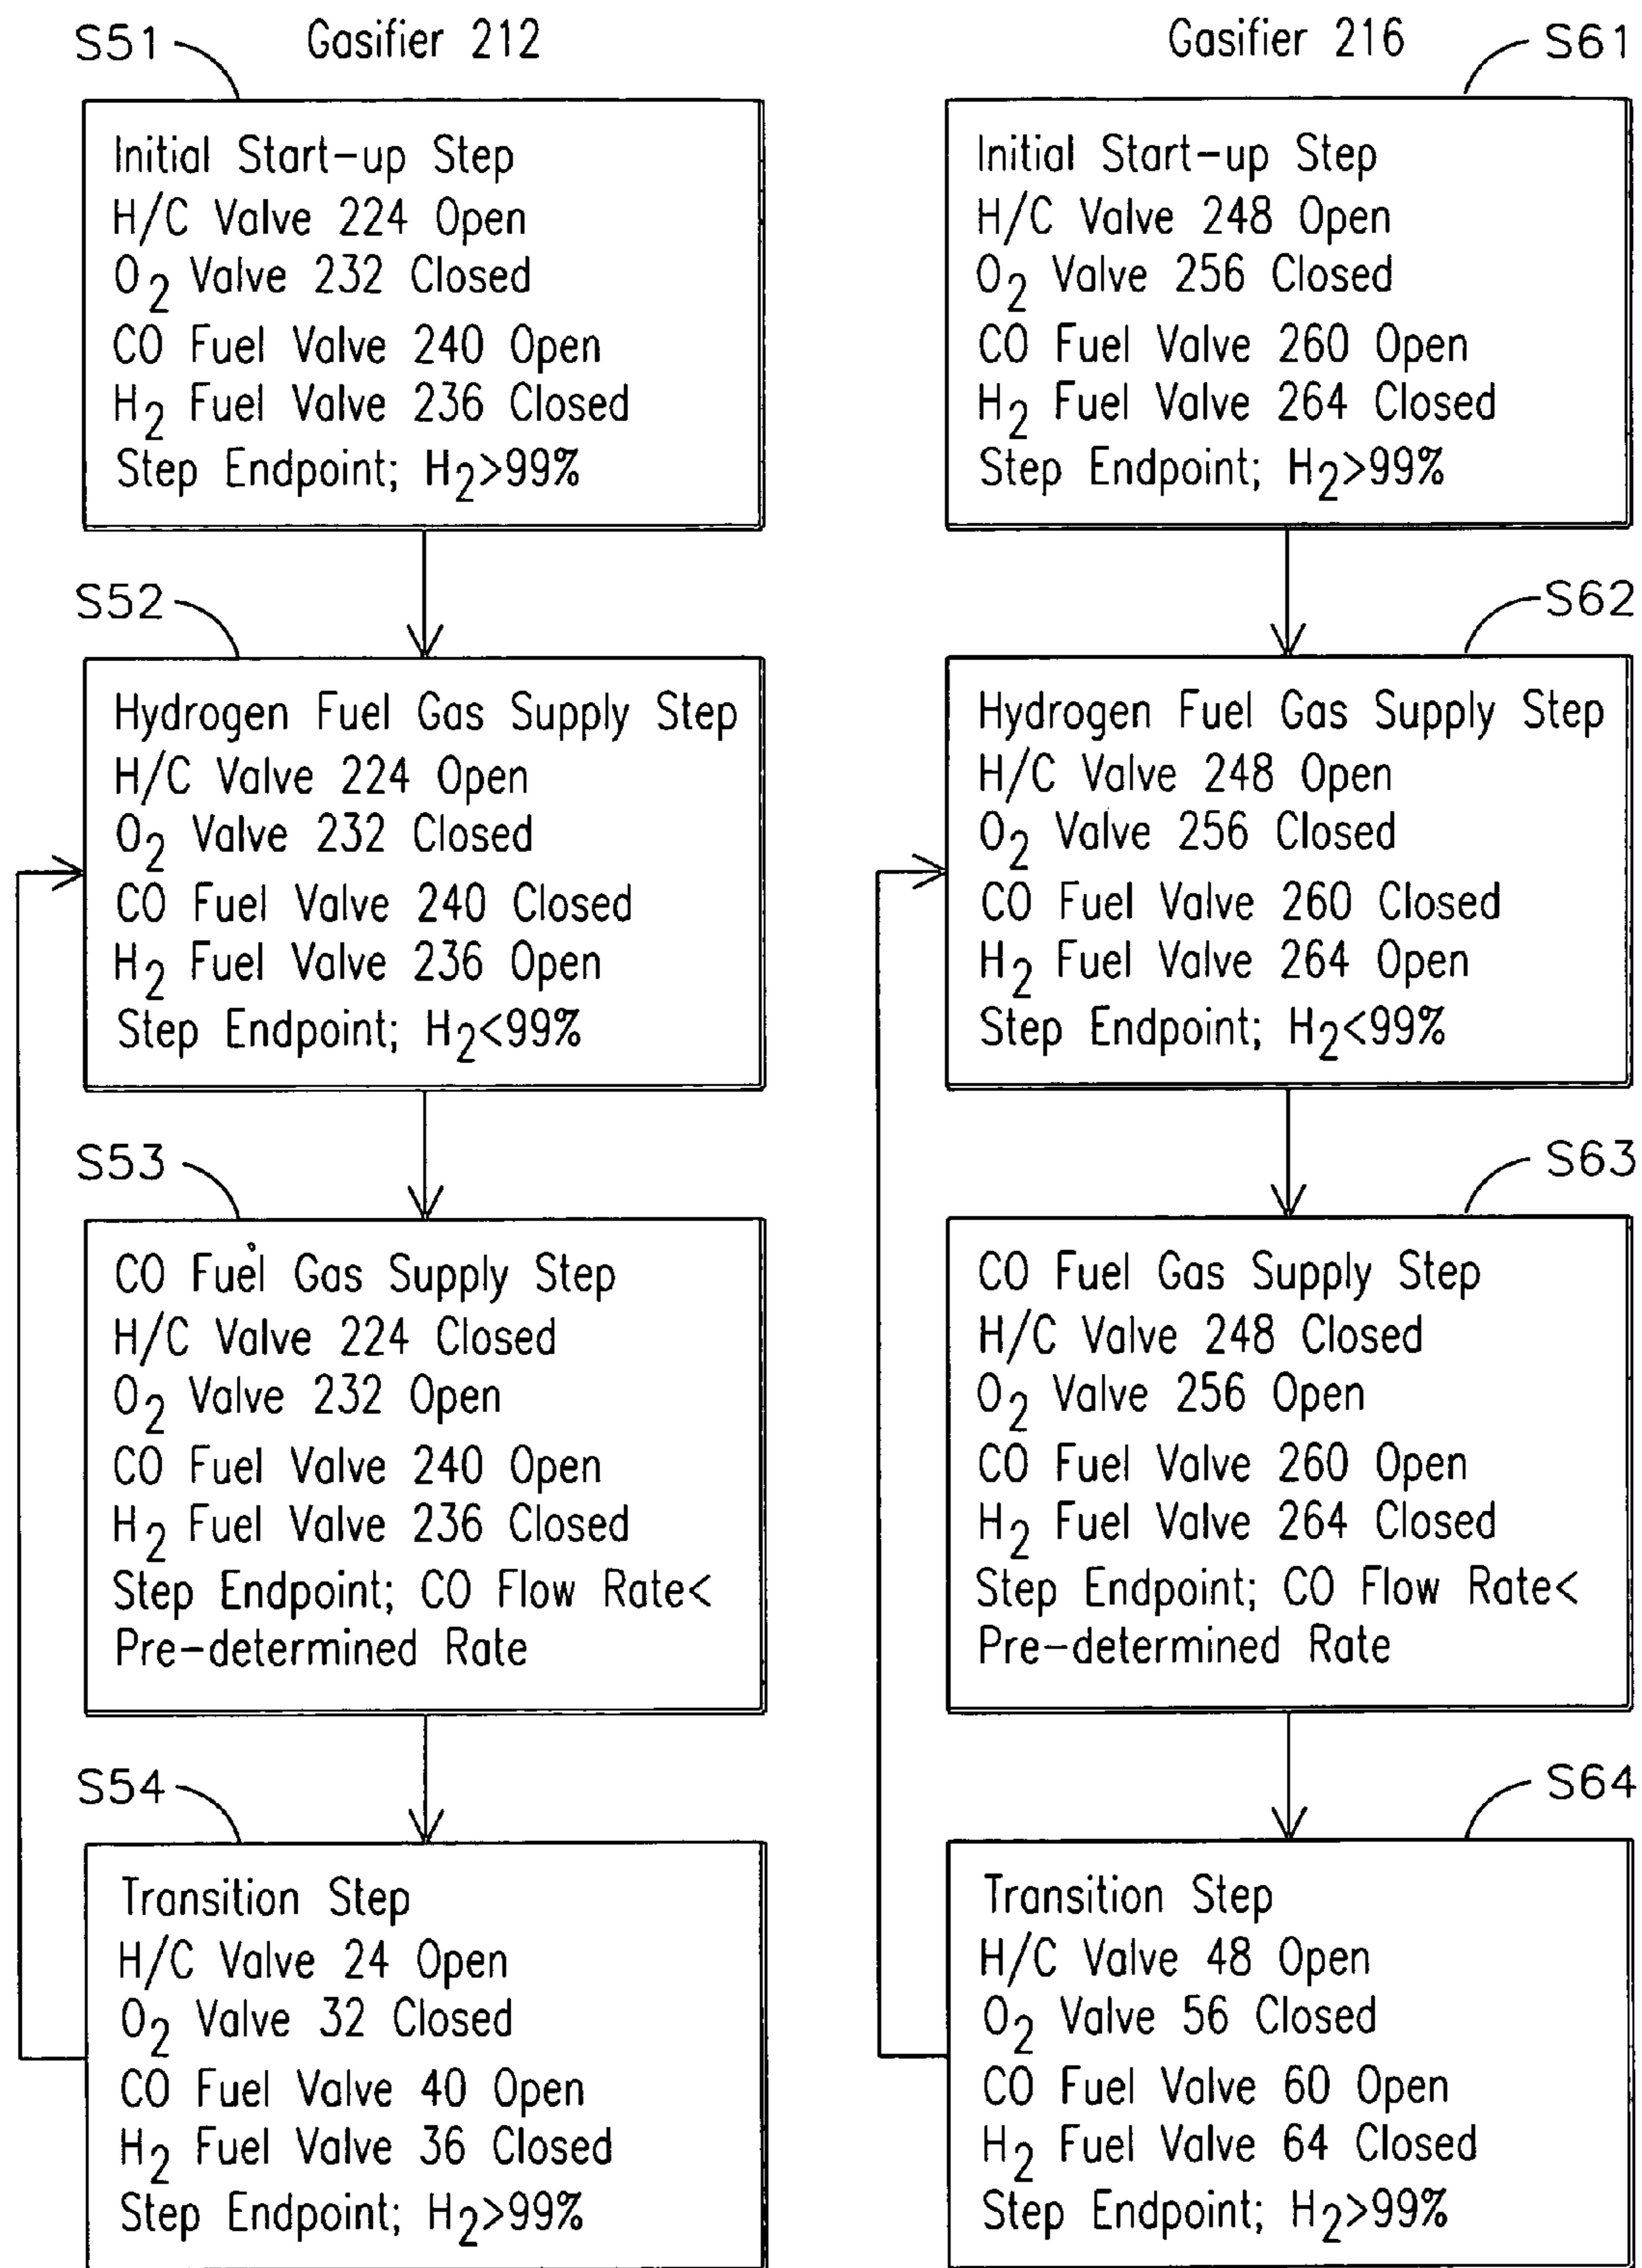 S51
Gasifier 212
Initial Start-up Step
H/C Valve 224 Open
O2 Valve 232 Closed
CO Fuel Valve 240 Open
H2 Fuel Valve 236 Closed
Step Endpoint; H2>99%
S52
Hydrogen Fuel Gas Supply Step
H/C Valve 224 Open
O2 Valve 232 Closed
CO Fuel Valve 240 Closed
H2 Fuel Valve 236 Open
Step Endpoint; H2<99%
S53
CO Fuel Gas Supply Step
H/C Valve 224 Closed
O2 Valve 232 Open
CO Fuel Valve 240 Open
H2 Fuel Valve 236 Closed
Step Endpoint; CO Flow Rate<
Pre-determined Rate
S54
Transition Step
H/C Valve 24 Open
O2 Valve 32 Closed
CO Fuel Valve 40 Open
H2 Fuel Valve 36 Closed
Step Endpoint; H2>99%
Gasifier 216
S61
Initial Start-up Step
H/C Valve 248 Open
O2 Valve 256 Closed
CO Fuel Valve 260 Open
H2 Fuel Valve 264 Closed
Step Endpoint; H2>99%
S62
Hydrogen Fuel Gas Supply Step
H/C Valve 248 Open
O2 Valve 256 Closed
CO Fuel Valve 260 Closed
H2 Fuel Valve 264 Open
Step Endpoint; H2<99%
S63
CO Fuel Gas Supply Step
H/C Valve 248 Closed
O2 Valve 256 Open
CO Fuel Valve 260 Open
H2 Fuel Valve 264 Closed
Step Endpoint; CO Flow Rate<
Pre-determined Rate
S64
Transition Step
H/C Valve 48 Open
O2 Valve 56 Closed
CO Fuel Valve 60 Open
H2 Fuel Valve 64 Closed
Step Endpoint; H2>99%